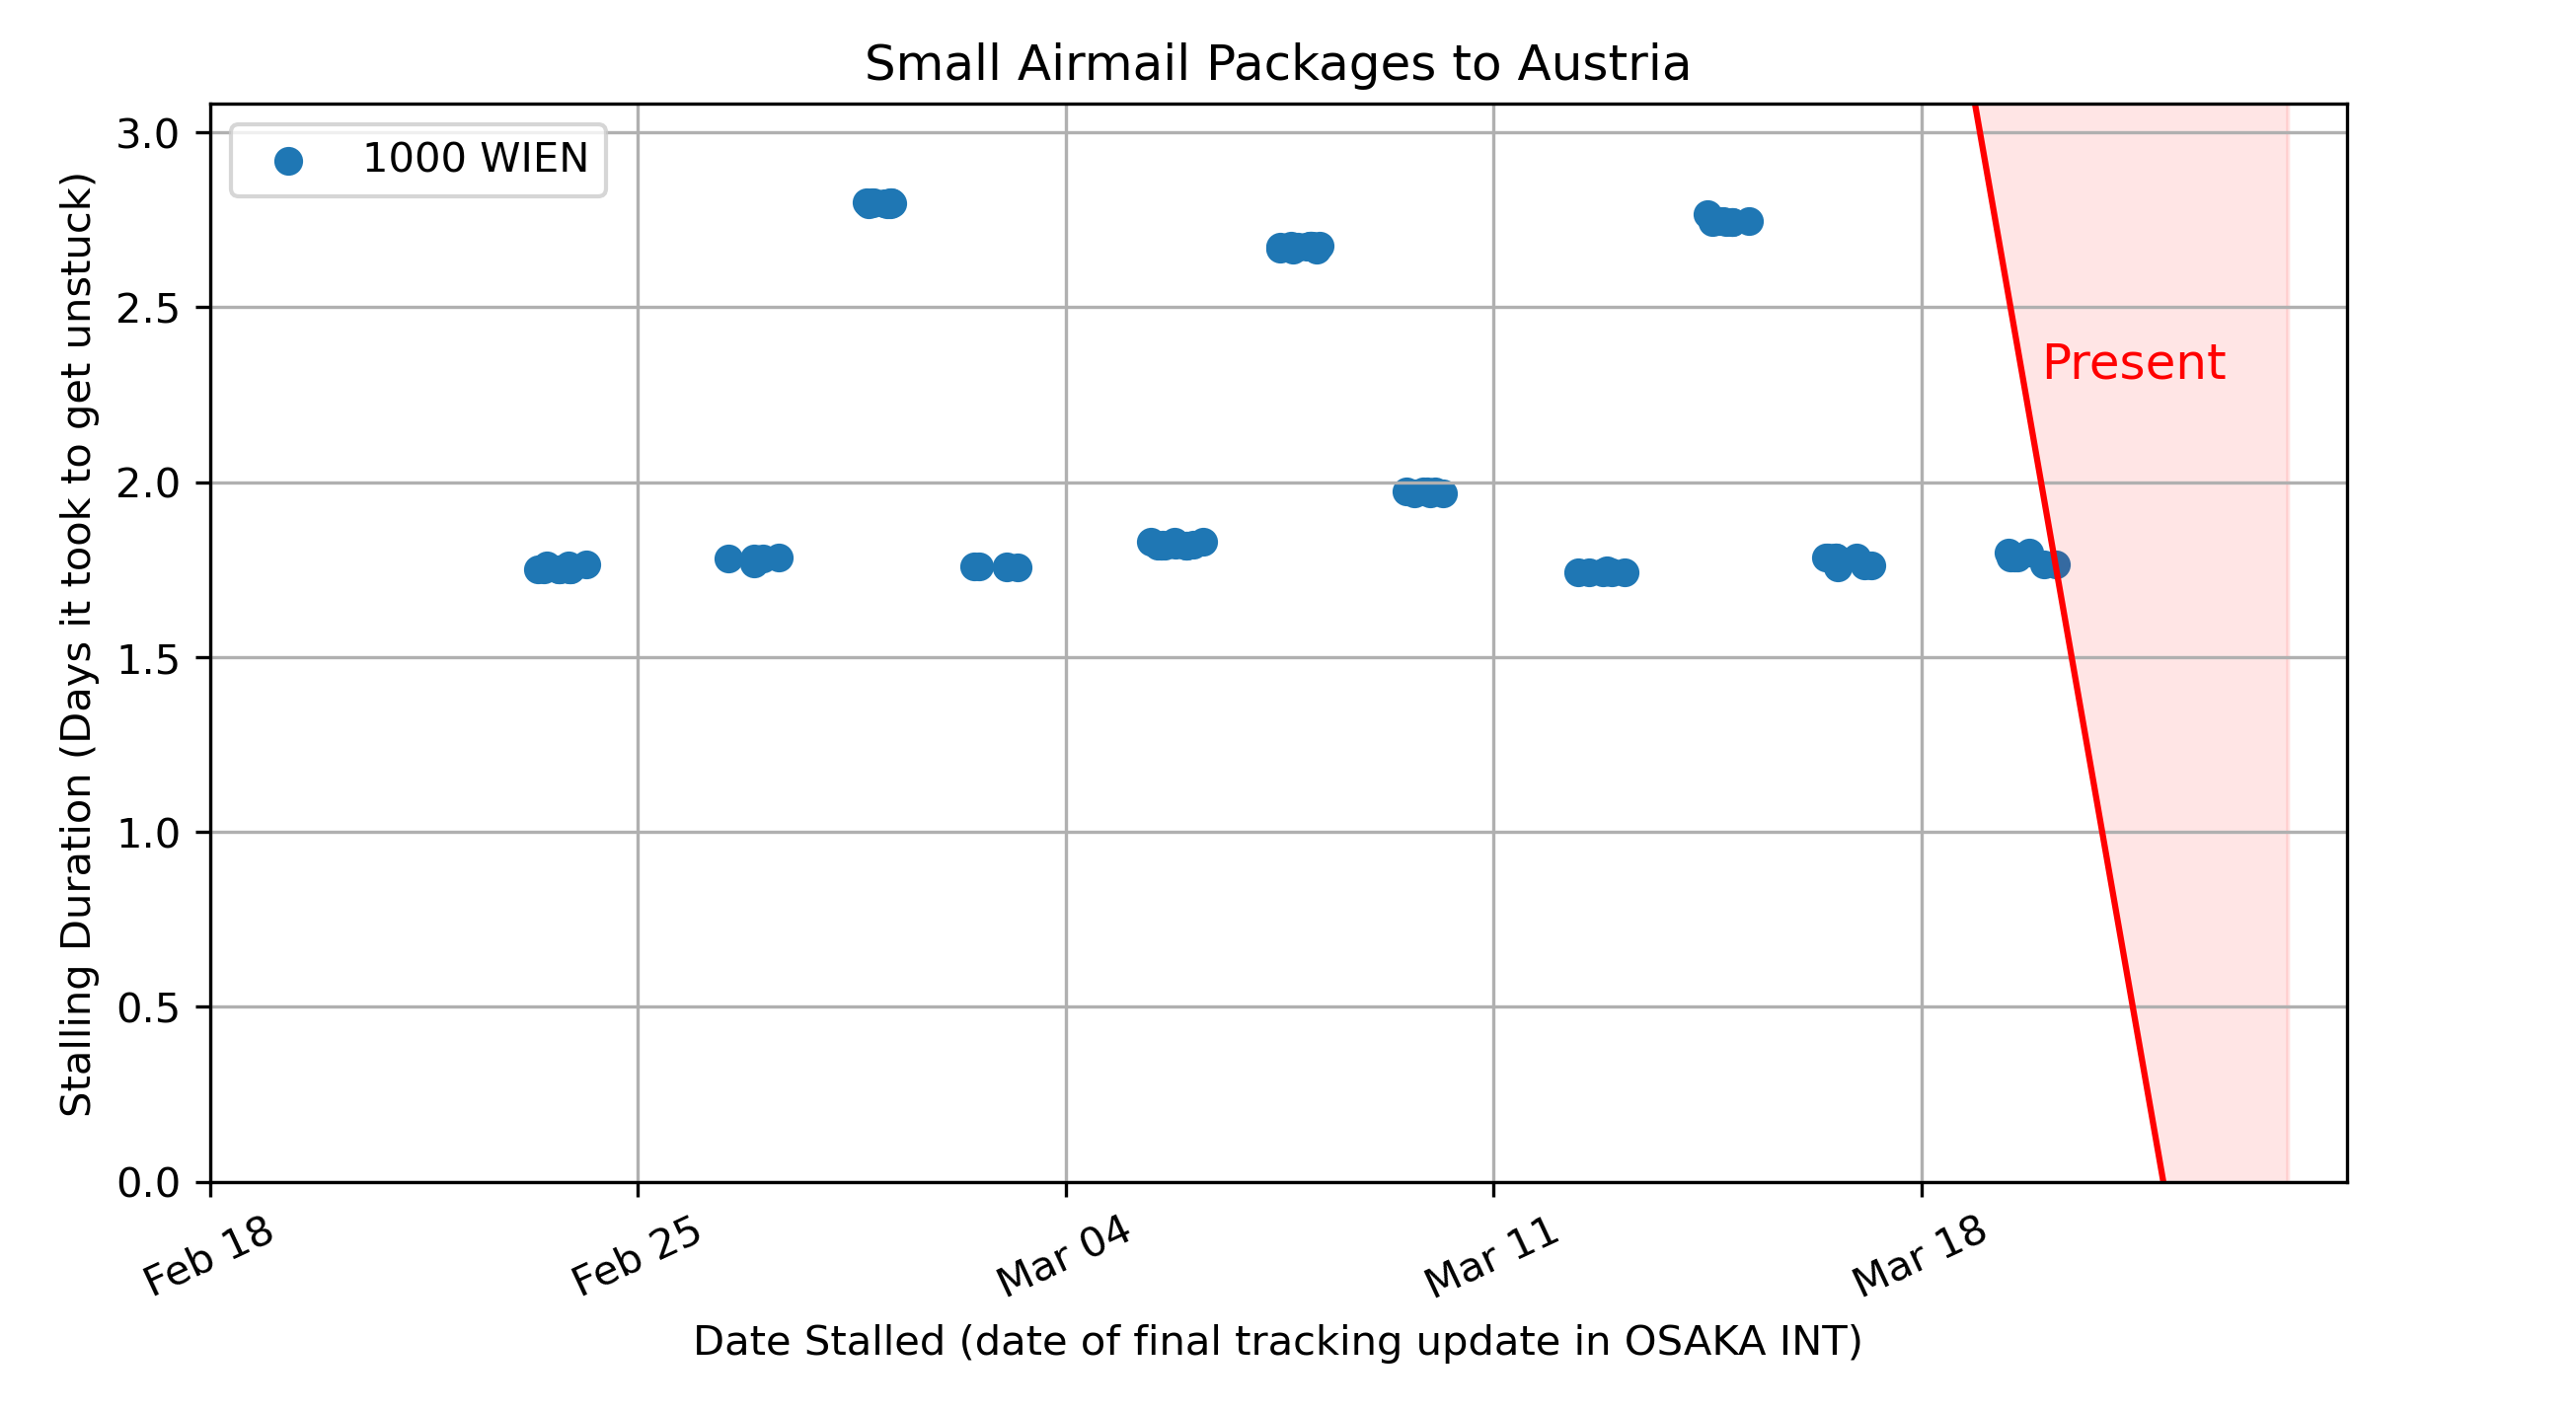 Small Airmail Packages to Austria
1000 WIEN
Present
3.0
2.5
2.0
1.5
1.0
0.5
0.0
Stalling Duration (Days it took to get unstuck)
Feb 18
Feb 25
Mar 04
Mar 11
Mar 18
Date Stalled (date of final tracking update in OSAKA INT)